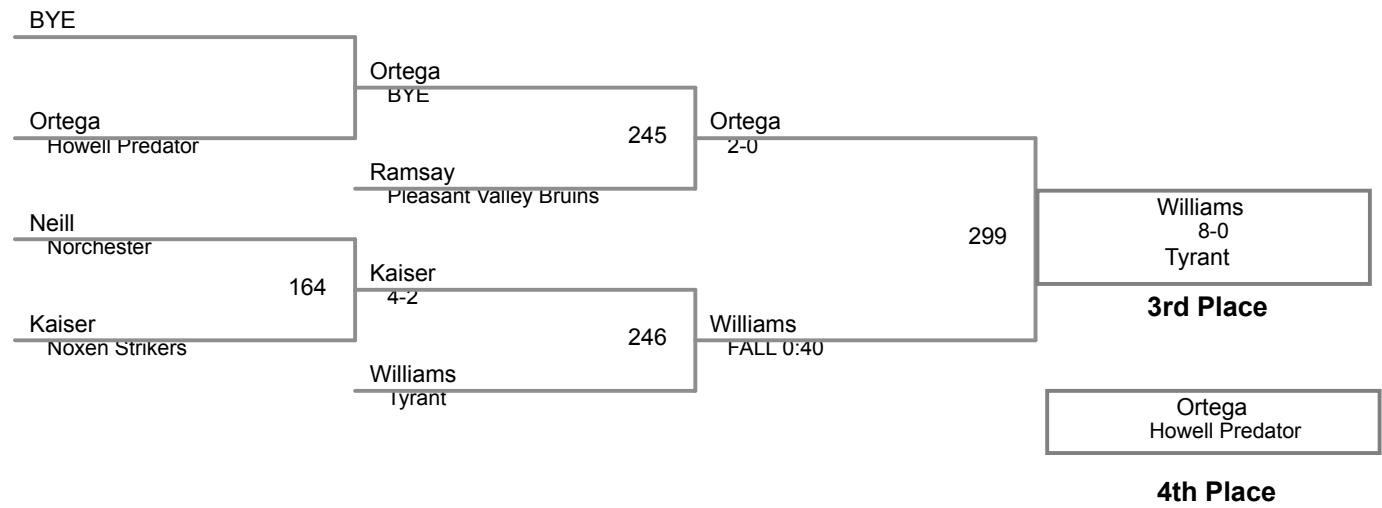 BYE
Ortega
BYE
Ortega
Howell Predator
245
Ortega
2-0
Ramsay
Pleasant Valley Bruins
Neill
Norchester
299
Williams
8-0
Tyrant
3rd Place
164
Kaiser
4-2
Kaiser
Noxen Strikers
246
Williams
FALL 0:40
Williams
Tyrant
Ortega
Howell Predator
4th Place